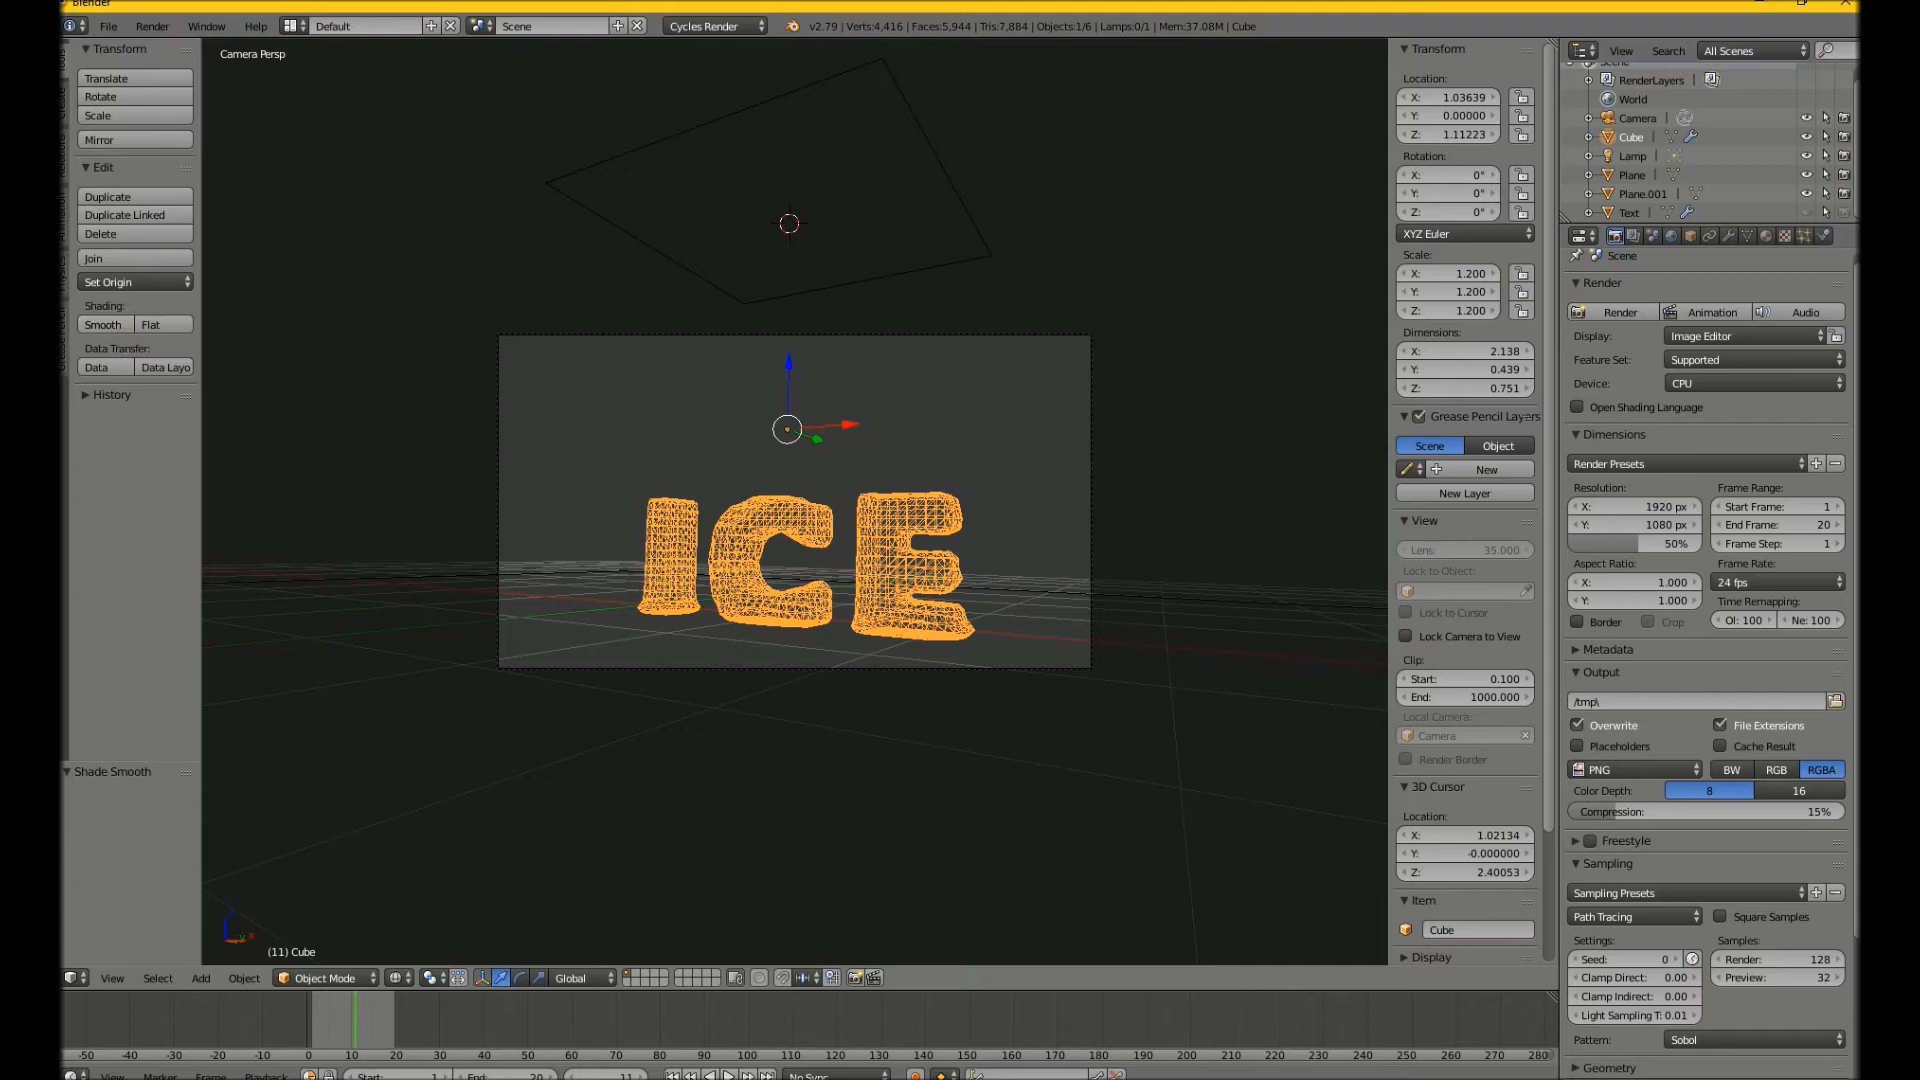 Blender
File Render Window Help Default Scene Cycles Render v2.79 | Verts:4,416 | Faces:5,944 | Tris:7,884 | Objects:1/6 | Lamps:0/1 | Mem:37.08M | Cube
Transform
Translate
Rotate
Scale
Mirror
Edit
Duplicate
Duplicate Linked
Delete
Join
Set Origin
Shading:
Smooth Flat
Data Transfer:
Data Data Layo
History
Shade Smooth
Camera Persp
ICE
(11) Cube
View Select Add Object Object Mode Global
Transform
Location:
X: 1.03639
Y: 0.00000
Z: 1.11223
Rotation:
X: 0°
Y: 0°
Z: 0°
XYZ Euler
Scale:
X: 1.200
Y: 1.200
Z: 1.200
Dimensions:
X: 2.138
Y: 0.439
Z: 0.751
Grease Pencil Layers
Scene Object
New
New Layer
View
Lens: 35.000
Lock to Object:
Lock to Cursor
Lock Camera to View
Clip:
Start: 0.100
End: 1000.000
Local Camera:
Camera
Render Border
3D Cursor
Location:
X: 1.02134
Y: -0.000000
Z: 2.40053
Item
Cube
Display
View Search All Scenes
Scene
RenderLayers
World
Camera
Cube
Lamp
Plane
Plane.001
Text
Scene
Render
Render Animation Audio
Display: Image Editor
Feature Set: Supported
Device: CPU
Open Shading Language
Dimensions
Render Presets
Resolution: Frame Range:
X: 1920 px Start Frame: 1
Y: 1080 px End Frame: 20
50% Frame Step: 1
Aspect Ratio: Frame Rate:
X: 1.000 24 fps
Y: 1.000 Time Remapping:
Border Crop Ol: 100 Ne: 100
Metadata
Output
/tmp\
Overwrite File Extensions
Placeholders Cache Result
PNG BW RGB RGBA
Color Depth: 8 16
Compression: 15%
Freestyle
Sampling
Sampling Presets
Path Tracing Square Samples
Settings: Samples:
Seed: 0 Render: 128
Clamp Direct: 0.00 Preview: 32
Clamp Indirect: 0.00
Light Sampling T: 0.01
Pattern: Sobol
Geometry
-50 -40 -30 -20 -10 0 10 20 30 40 50 60 70 80 90 100 110 120 130 140 150 160 170 180 190 200 210 220 230 240 250 260 270 280
View Marker Frame Playback Start: 1 End: 20 11 No Sync